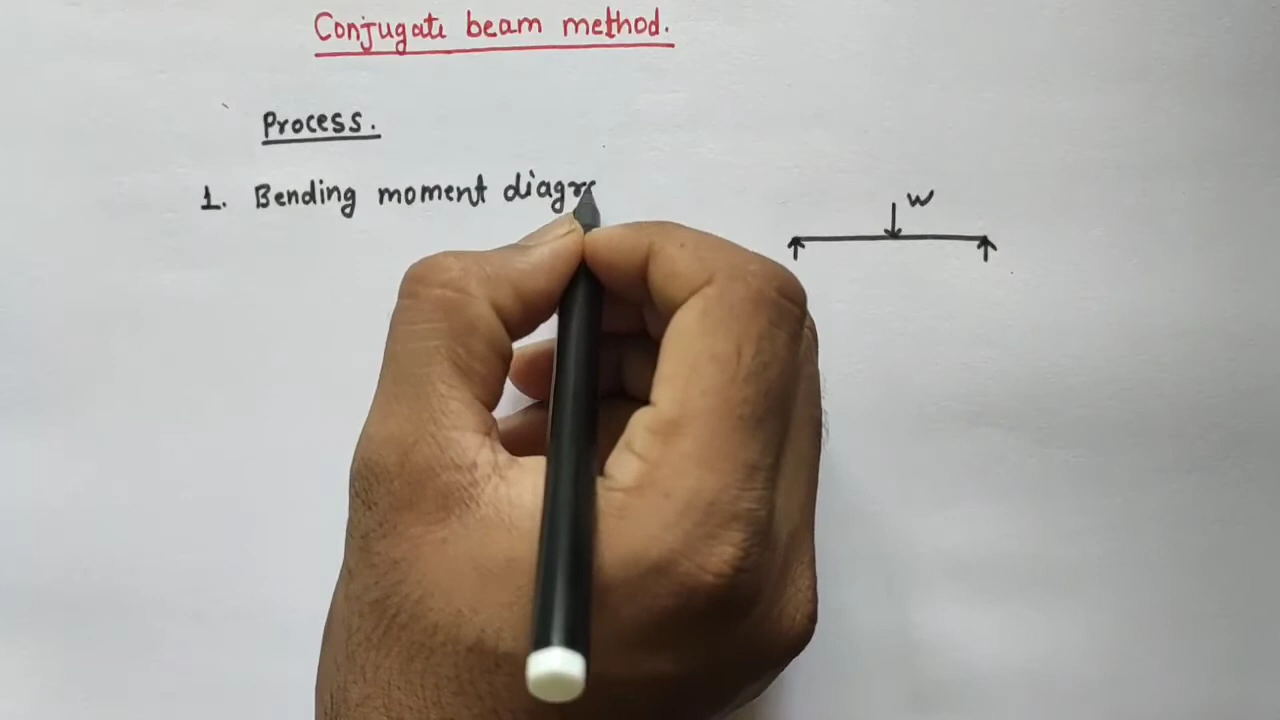 Conjugate beam method.
Process.
1. Bending moment diagr
W